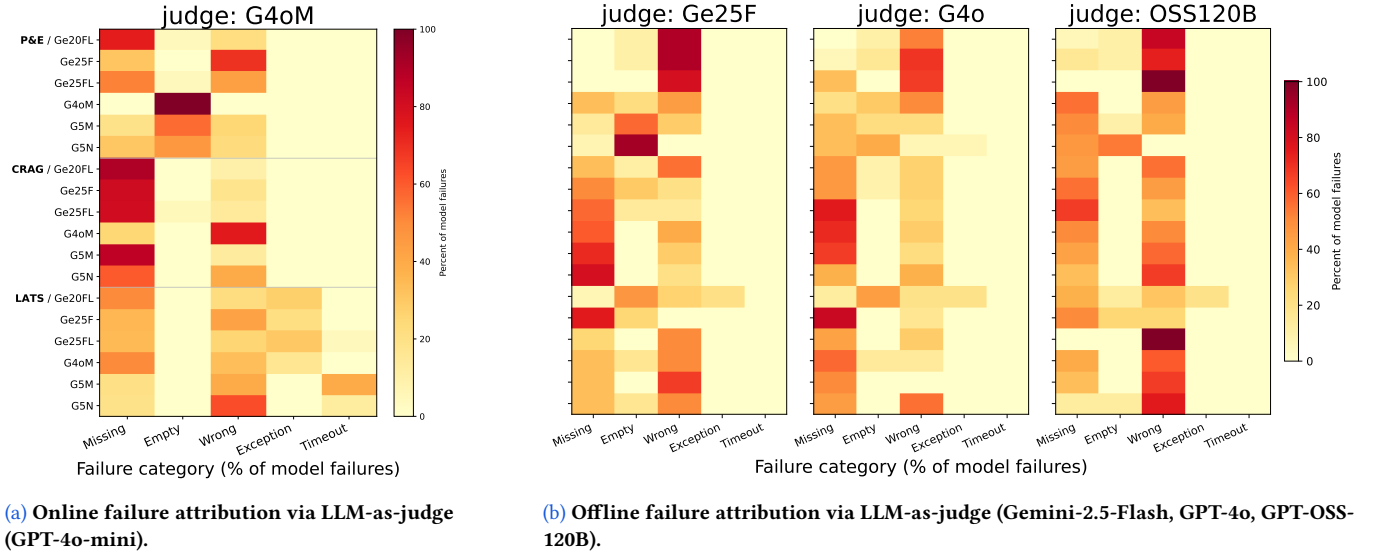 judge: G4oM
P&E / Ge20FL
Ge25F
Ge25FL
G4oM
G5M
G5N
CRAG / Ge20FL
Ge25F
Ge25FL
G4oM
G5M
G5N
LATS / Ge20FL
Ge25F
Ge25FL
G4oM
G5M
G5N
Missing
Empty
Wrong
Exception
Timeout
Failure category (% of model failures)
100
80
60
40
20
0
Percent of model failures
judge: Ge25F
judge: G4o
judge: OSS120B
Missing
Empty
Wrong
Exception
Timeout
Missing
Empty
Wrong
Exception
Timeout
Missing
Empty
Wrong
Exception
Timeout
Failure category (% of model failures)
100
80
60
40
20
0
Percent of model failures
(a) Online failure attribution via LLM-as-judge
(GPT-4o-mini).
(b) Offline failure attribution via LLM-as-judge (Gemini-2.5-Flash, GPT-4o, GPT-OSS-
120B).